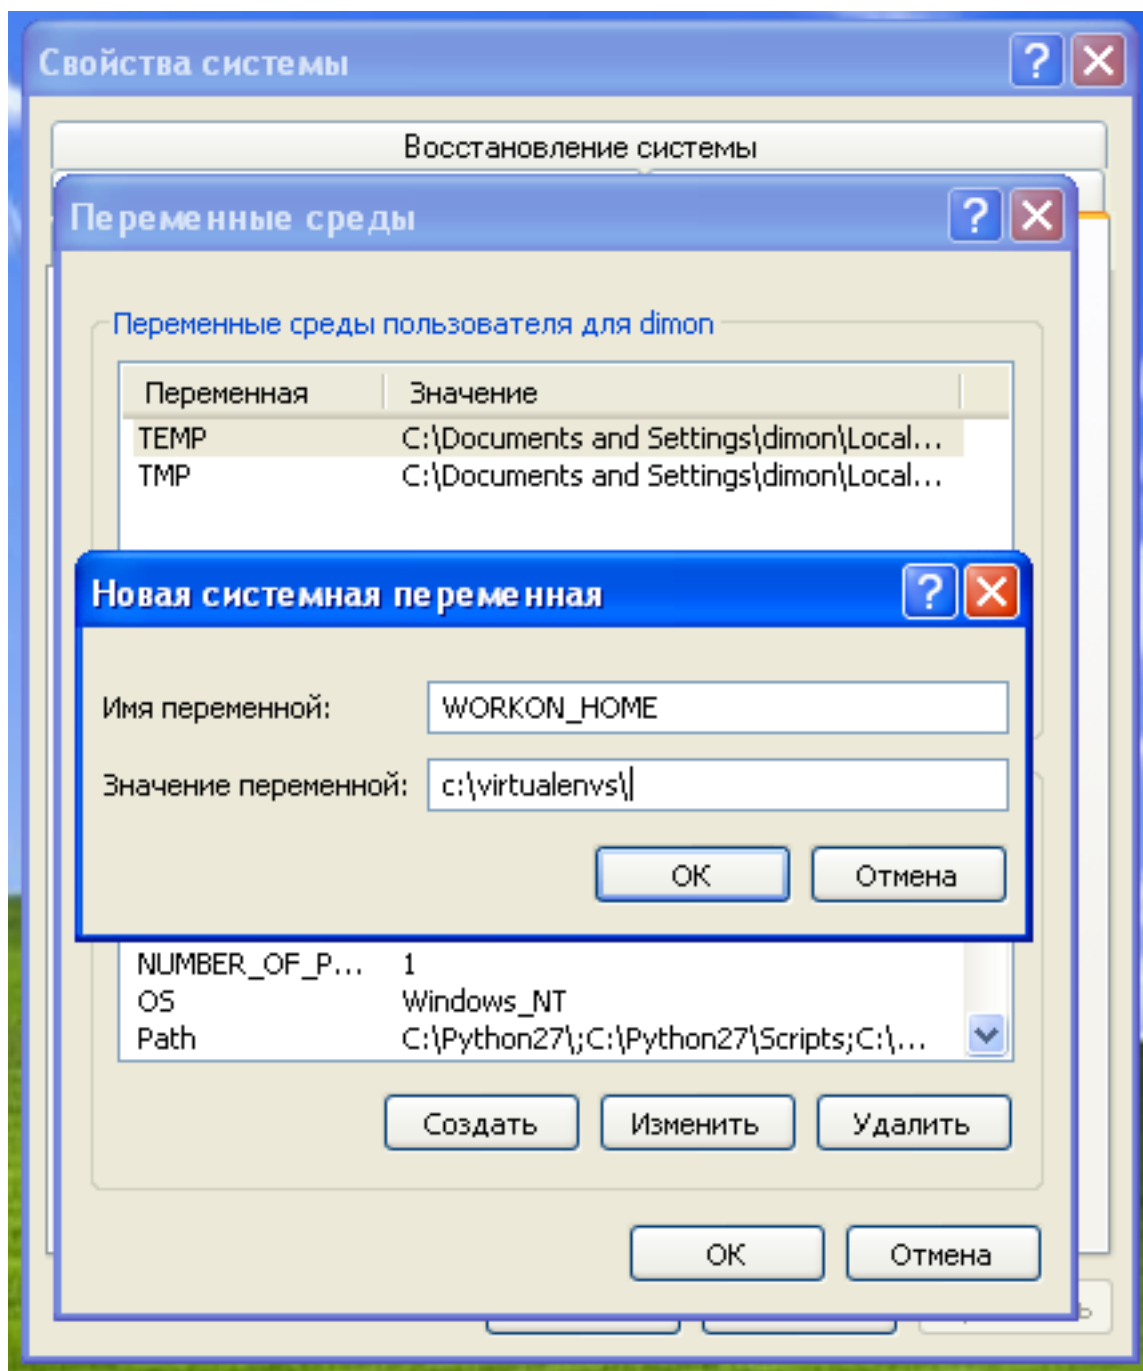 Свойства системы
Восстановление системы
Переменные среды
Переменные среды пользователя для dimon
Переменная Значение
TEMP C:\Documents and Settings\dimon\Local...
TMP C:\Documents and Settings\dimon\Local...
Новая системная переменная
Имя переменной: WORKON_HOME
Значение переменной: c:\virtualenvs\
ОК Отмена
NUMBER_OF_P... 1
OS Windows_NT
Path C:\Python27\;C:\Python27\Scripts;C:\...
Создать Изменить Удалить
ОК Отмена